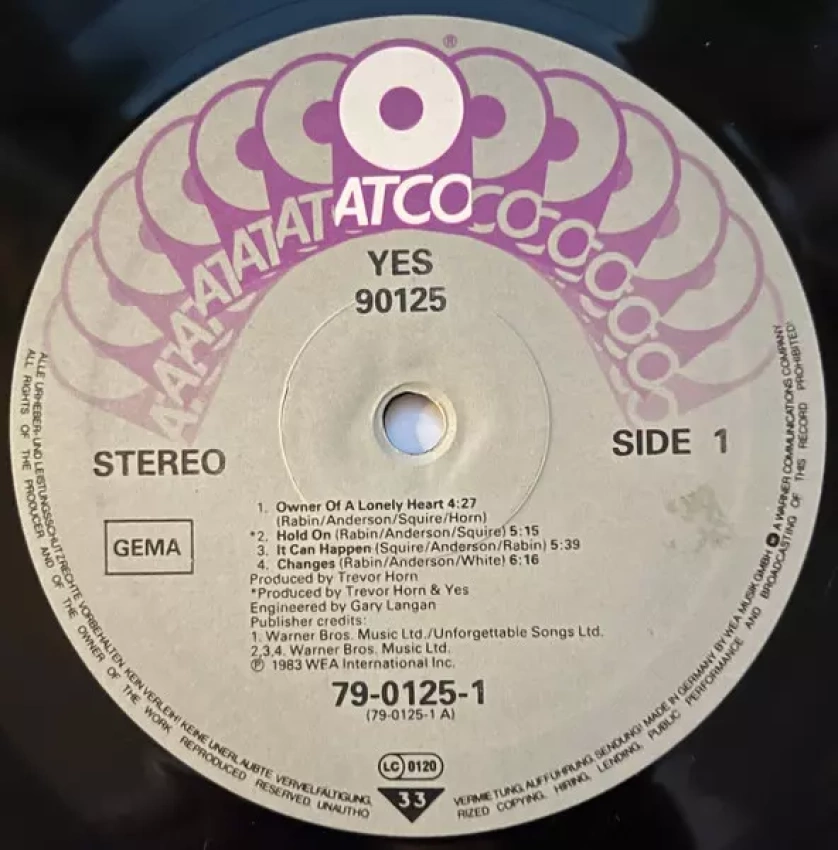 ®
ATCO
YES
90125
STEREO
SIDE 1
GEMA
1. Owner Of A Lonely Heart 4:27
(Rabin/Anderson/Squire/Horn)
*2. Hold On (Rabin/Anderson/Squire) 5:15
3. It Can Happen (Squire/Anderson/Rabin) 5:39
4. Changes (Rabin/Anderson/White) 6:16
Produced by Trevor Horn
*Produced by Trevor Horn & Yes
Engineered by Gary Langan
Publisher credits:
1. Warner Bros. Music Ltd./Unforgettable Songs Ltd.
2,3,4. Warner Bros. Music Ltd.
℗ 1983 WEA International Inc.
79-0125-1
(79-0125-1 A)
LC 0120
33
ALLE URHEBER- UND LEISTUNGSSCHUTZRECHTE VORBEHALTEN. KEIN VERLEIH! KEINE UNERLAUBTE VERVIELFÄLTIGUNG, VERMIETUNG, AUFFÜHRUNG, SENDUNG! MADE IN GERMANY BY WEA MUSIK GMBH A WARNER COMMUNICATIONS COMPANY
ALL RIGHTS OF THE PRODUCER AND OF THE OWNER OF THE WORK REPRODUCED RESERVED UNAUTHO RIZED COPYING, HIRING, LENDING, PUBLIC PERFORMANCE AND BROADCASTING OF THIS RECORD PROHIBITED!